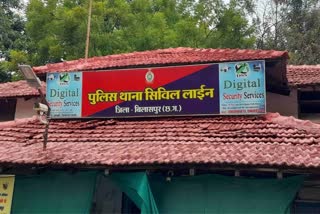 Digital
Security Services
पुलिस थाना सिविल लाईन
जिला - बिलासपुर (छ.ग.)
Digital
Security Services